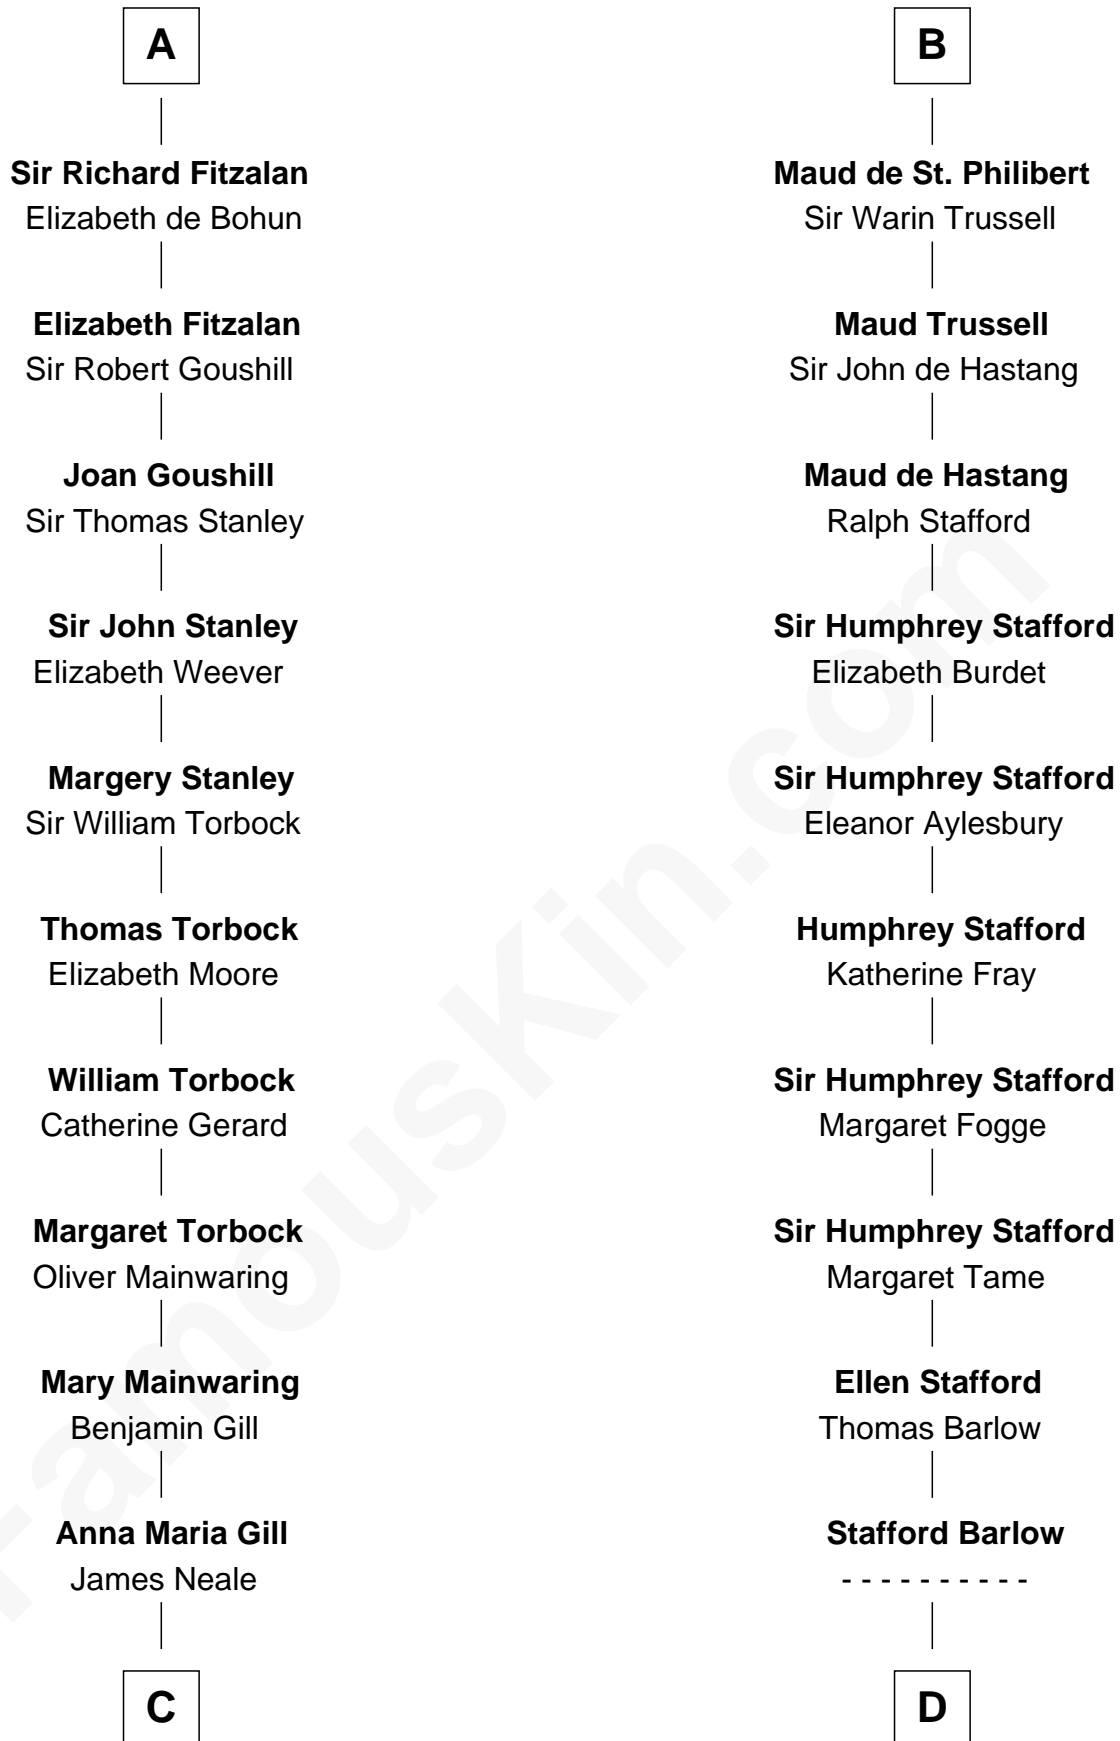 A
Sir Richard Fitzalan
Elizabeth de Bohun
Elizabeth Fitzalan
Sir Robert Goushill
Joan Goushill
Sir Thomas Stanley
Sir John Stanley
Elizabeth Weever
Margery Stanley
Sir William Torbock
Thomas Torbock
Elizabeth Moore
William Torbock
Catherine Gerard
Margaret Torbock
Oliver Mainwaring
Mary Mainwaring
Benjamin Gill
Anna Maria Gill
James Neale
C
B
Maud de St. Philibert
Sir Warin Trussell
Maud Trussell
Sir John de Hastang
Maud de Hastang
Ralph Stafford
Sir Humphrey Stafford
Elizabeth Burdet
Sir Humphrey Stafford
Eleanor Aylesbury
Humphrey Stafford
Katherine Fray
Sir Humphrey Stafford
Margaret Fogge
Sir Humphrey Stafford
Margaret Tame
Ellen Stafford
Thomas Barlow
Stafford Barlow
- - - - - - - - - -
D
FamousKin.com